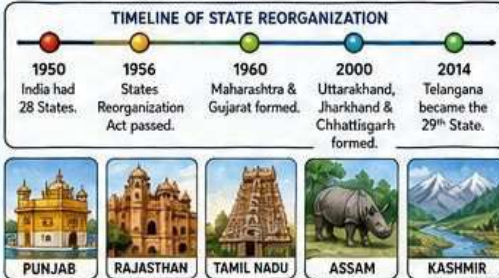 TIMELINE OF STATE REORGANIZATION
1950
India had
28 States.
1956
States
Reorganization
Act passed.
1960
Maharashtra &
Gujarat formed.
2000
Uttarakhand,
Jharkhand &
Chhattisgarh
formed.
2014
Telangana
became the
29th State.
PUNJAB
RAJASTHAN
TAMIL NADU
ASSAM
KASHMIR